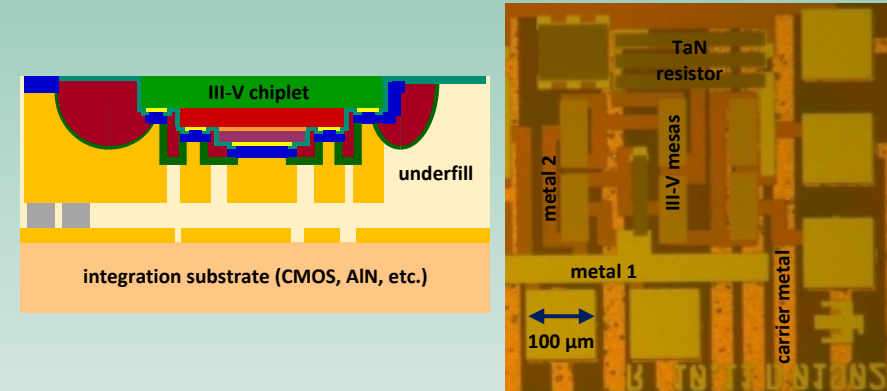 III-V chiplet
underfill
integration substrate (CMOS, AlN, etc.)
TaN
resistor
metal 2
III-V mesas
metal 1
carrier metal
100 µm